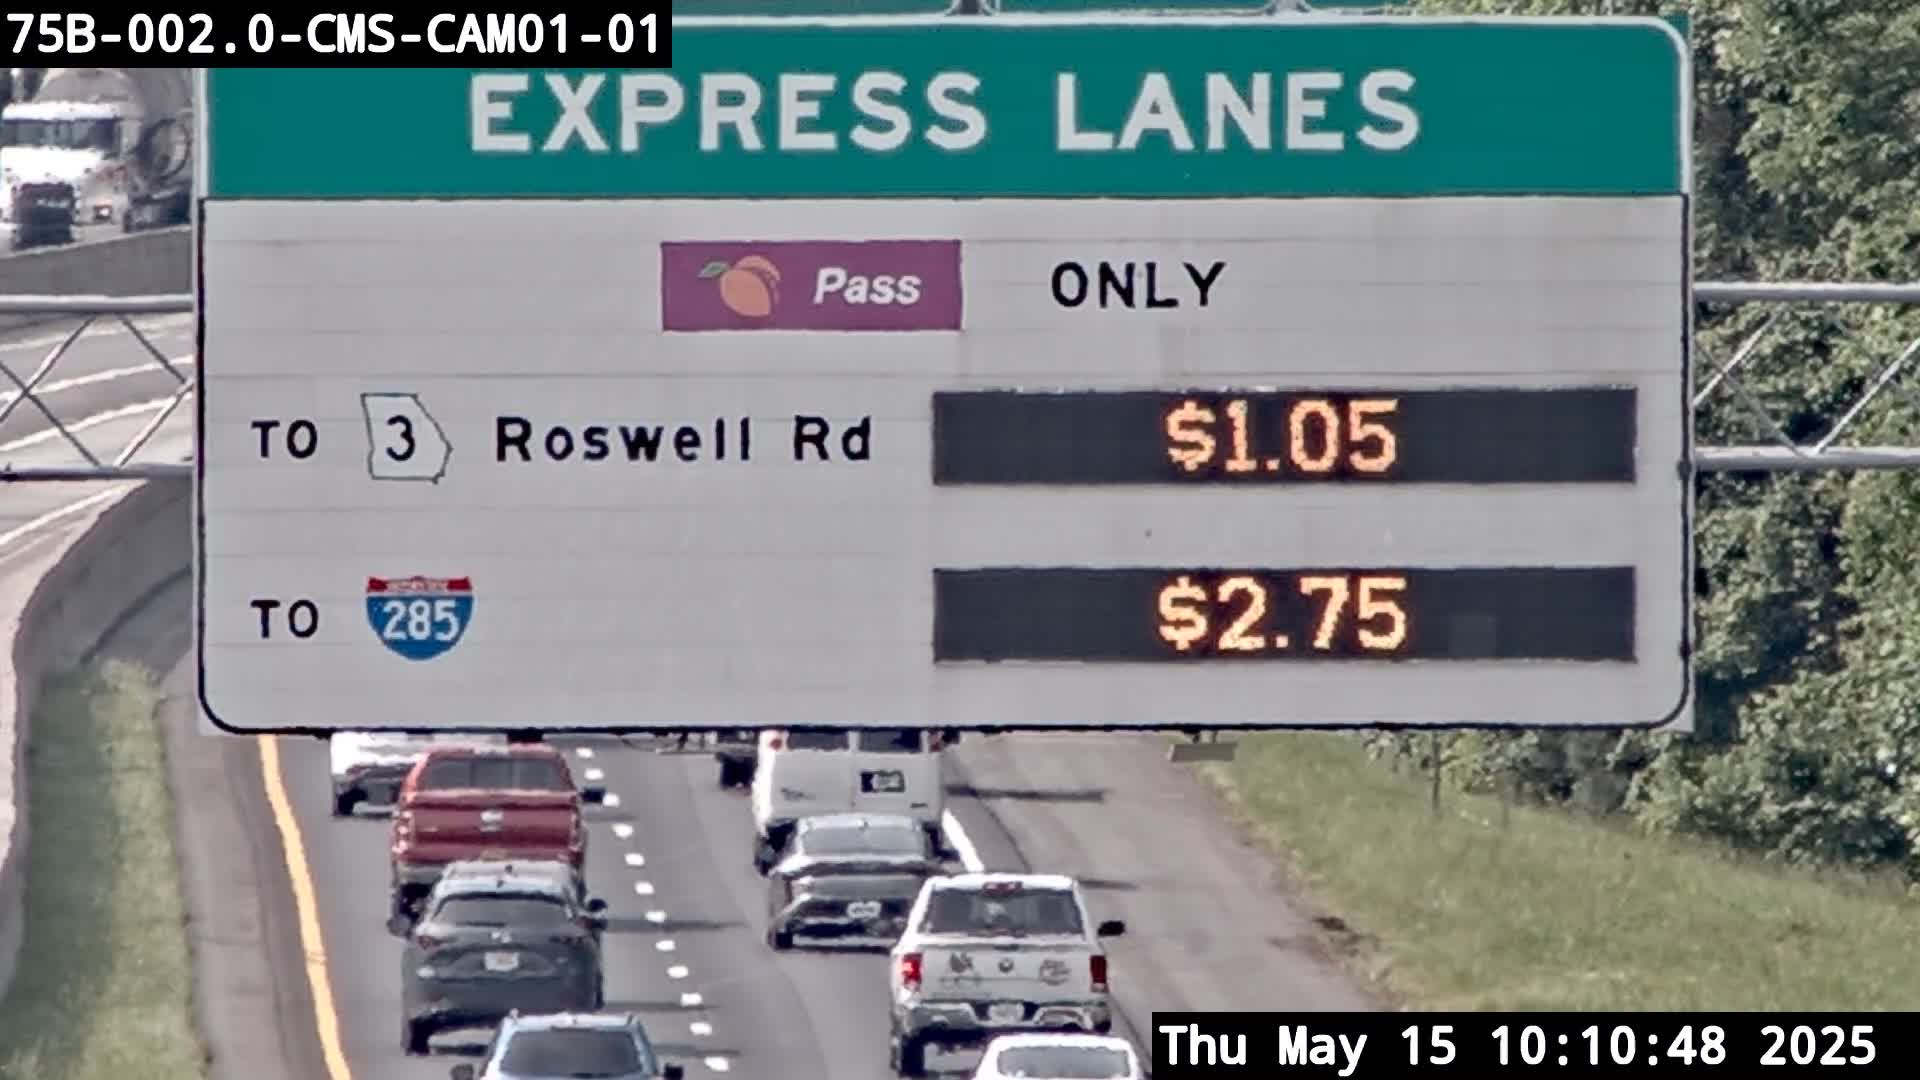 75B-002.0-CMS-CAM01-01
EXPRESS LANES
Pass ONLY
TO 3 Roswell Rd $1.05
TO 285 $2.75
Thu May 15 10:10:48 2025